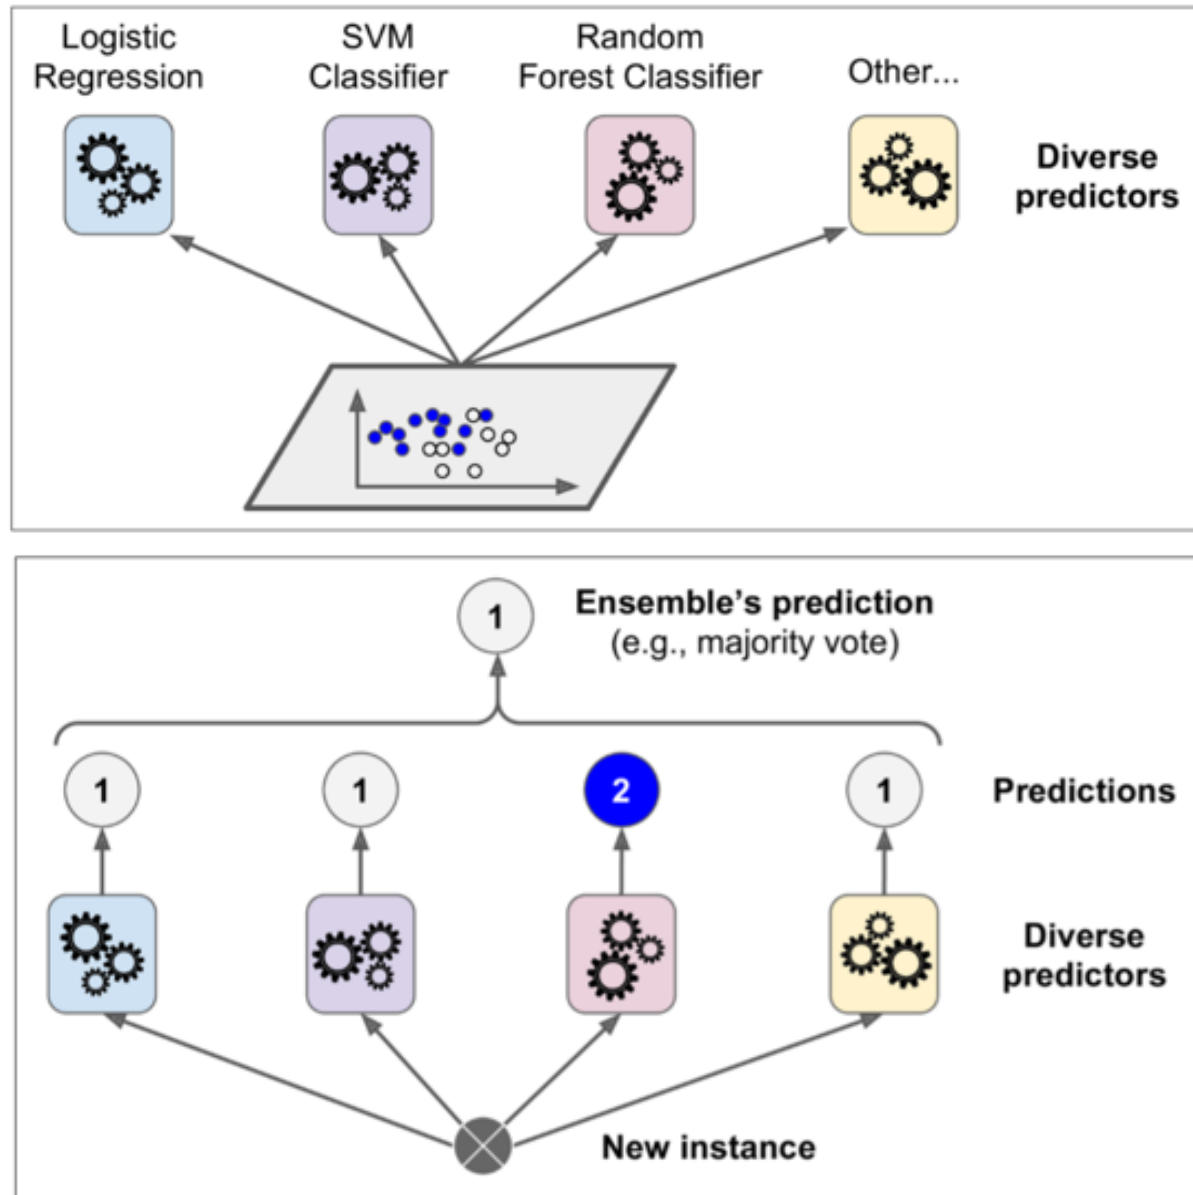 Logistic
Regression
SVM
Classifier
Random
Forest Classifier
Other...
Diverse
predictors
1
Ensemble’s prediction
(e.g., majority vote)
1
1
2
1
Predictions
Diverse
predictors
New instance